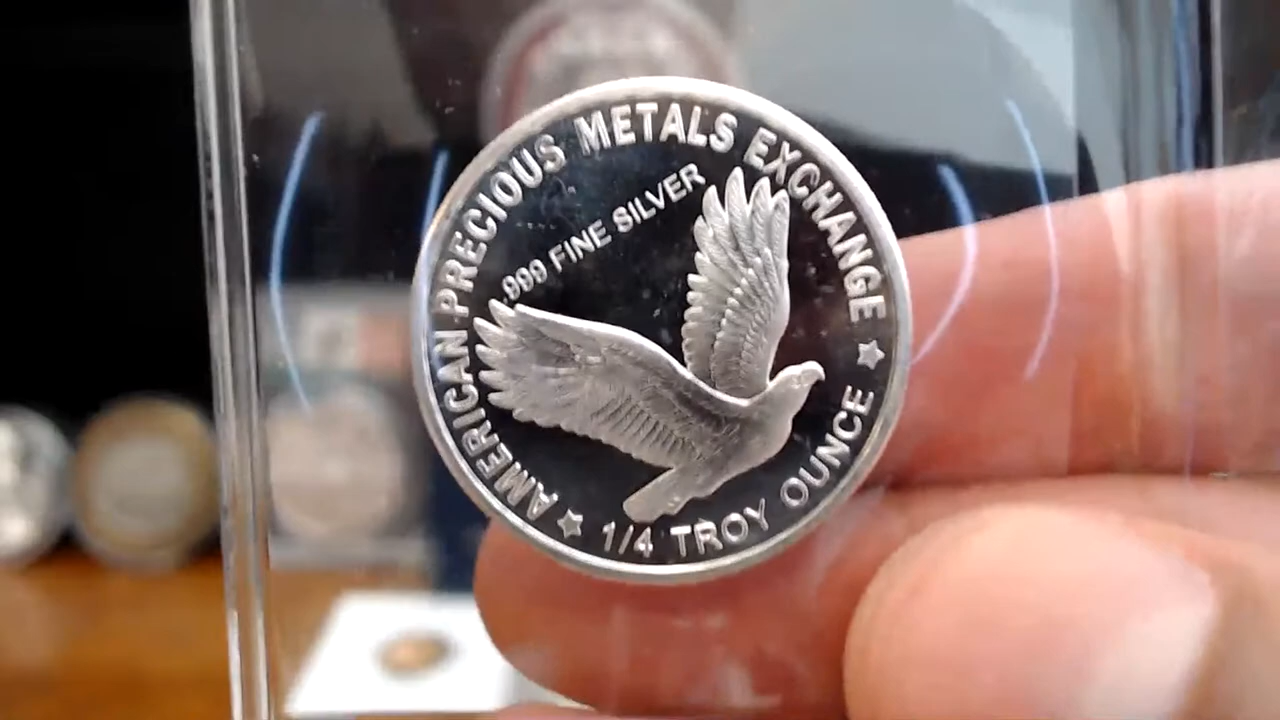 AMERICAN PRECIOUS METALS EXCHANGE
.999 FINE SILVER
1/4 TROY OUNCE